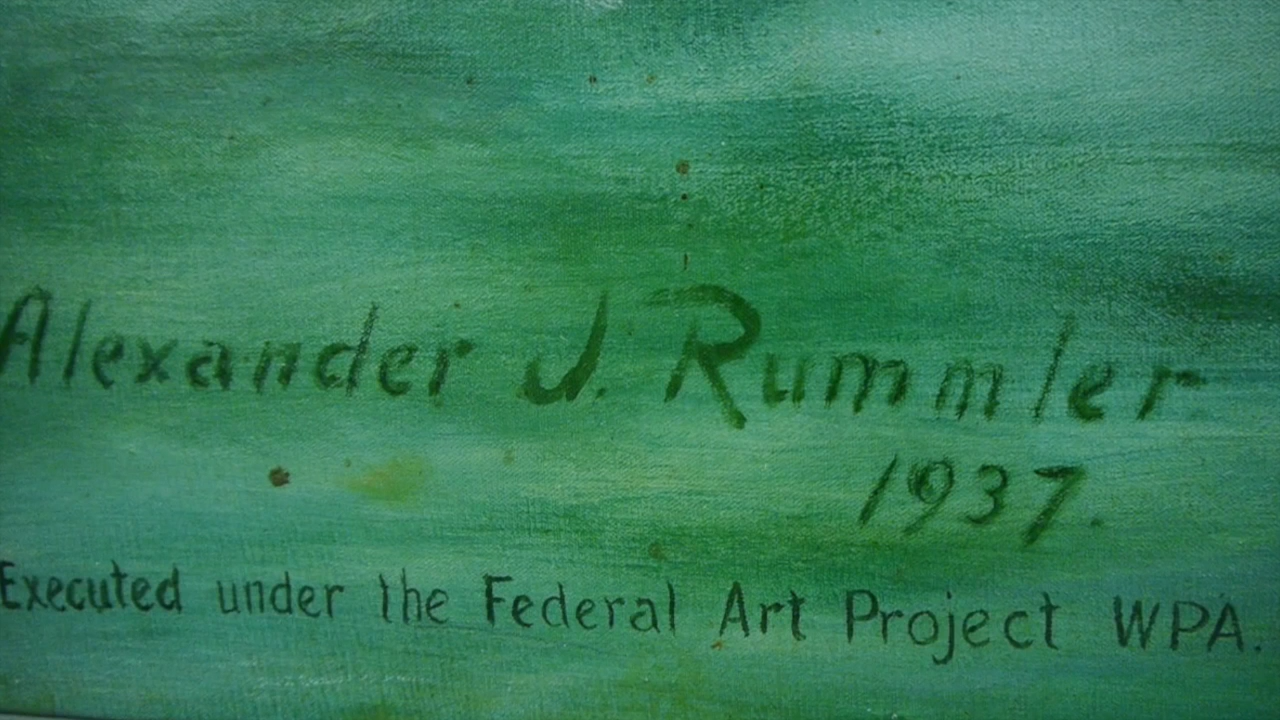 Alexander J. Rummler
1937.
Executed under the Federal Art Project WPA.